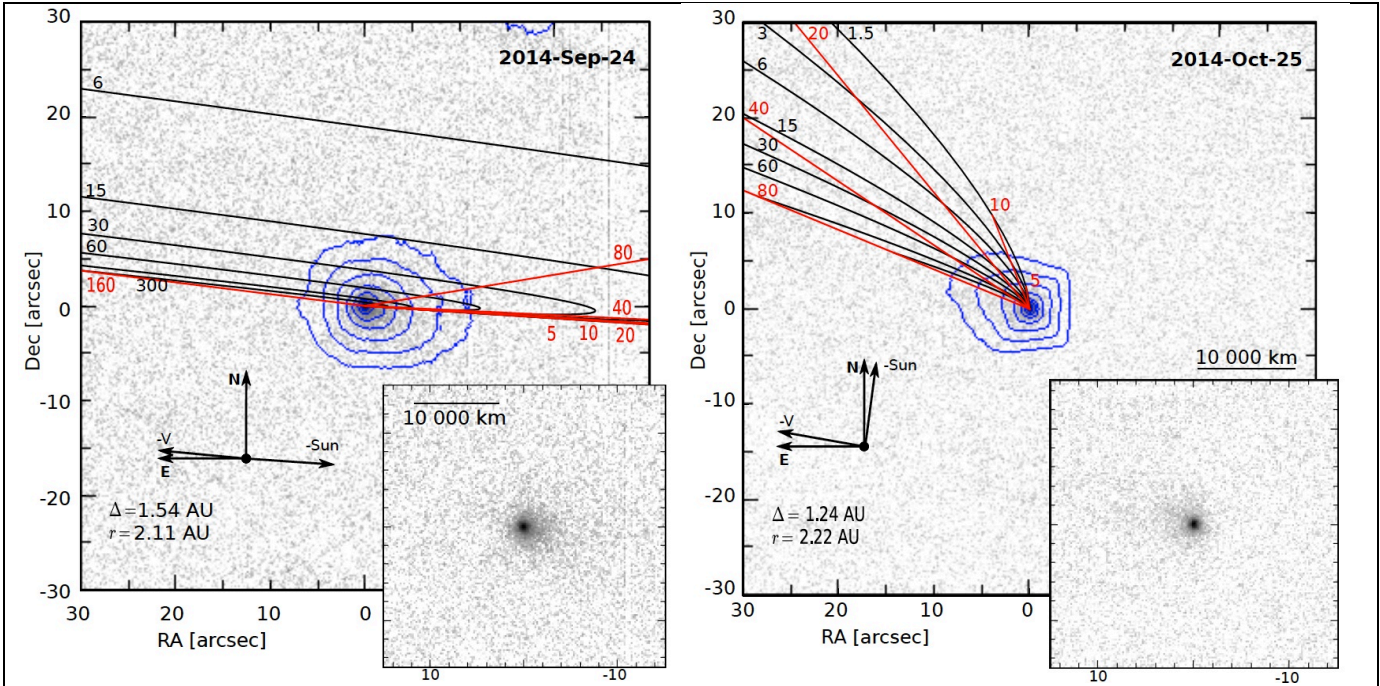 30
20
10
0
-10
-20
-30
Dec [arcsec]
2014-Sep-24
6
15
30
60
160
300
80
40
5
10
20
N
-V
E
-Sun
Δ=1.54 AU
r=2.11 AU
10 000 km
10
-10
30
20
10
0
RA [arcsec]
30
20
10
0
-10
-20
-30
Dec [arcsec]
2014-Oct-25
3
20
1.5
6
40
15
30
60
80
10
5
10 000 km
N
-Sun
-V
E
Δ= 1.24 AU
r= 2.22 AU
10
-10
30
20
10
0
RA [arcsec]